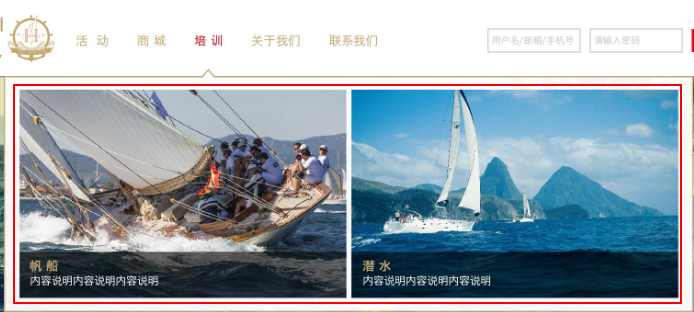 H
活动 商城 培训 关于我们 联系我们 用户名/邮箱/手机号 请输入密码
帆船
内容说明内容说明内容说明
潜水
内容说明内容说明内容说明